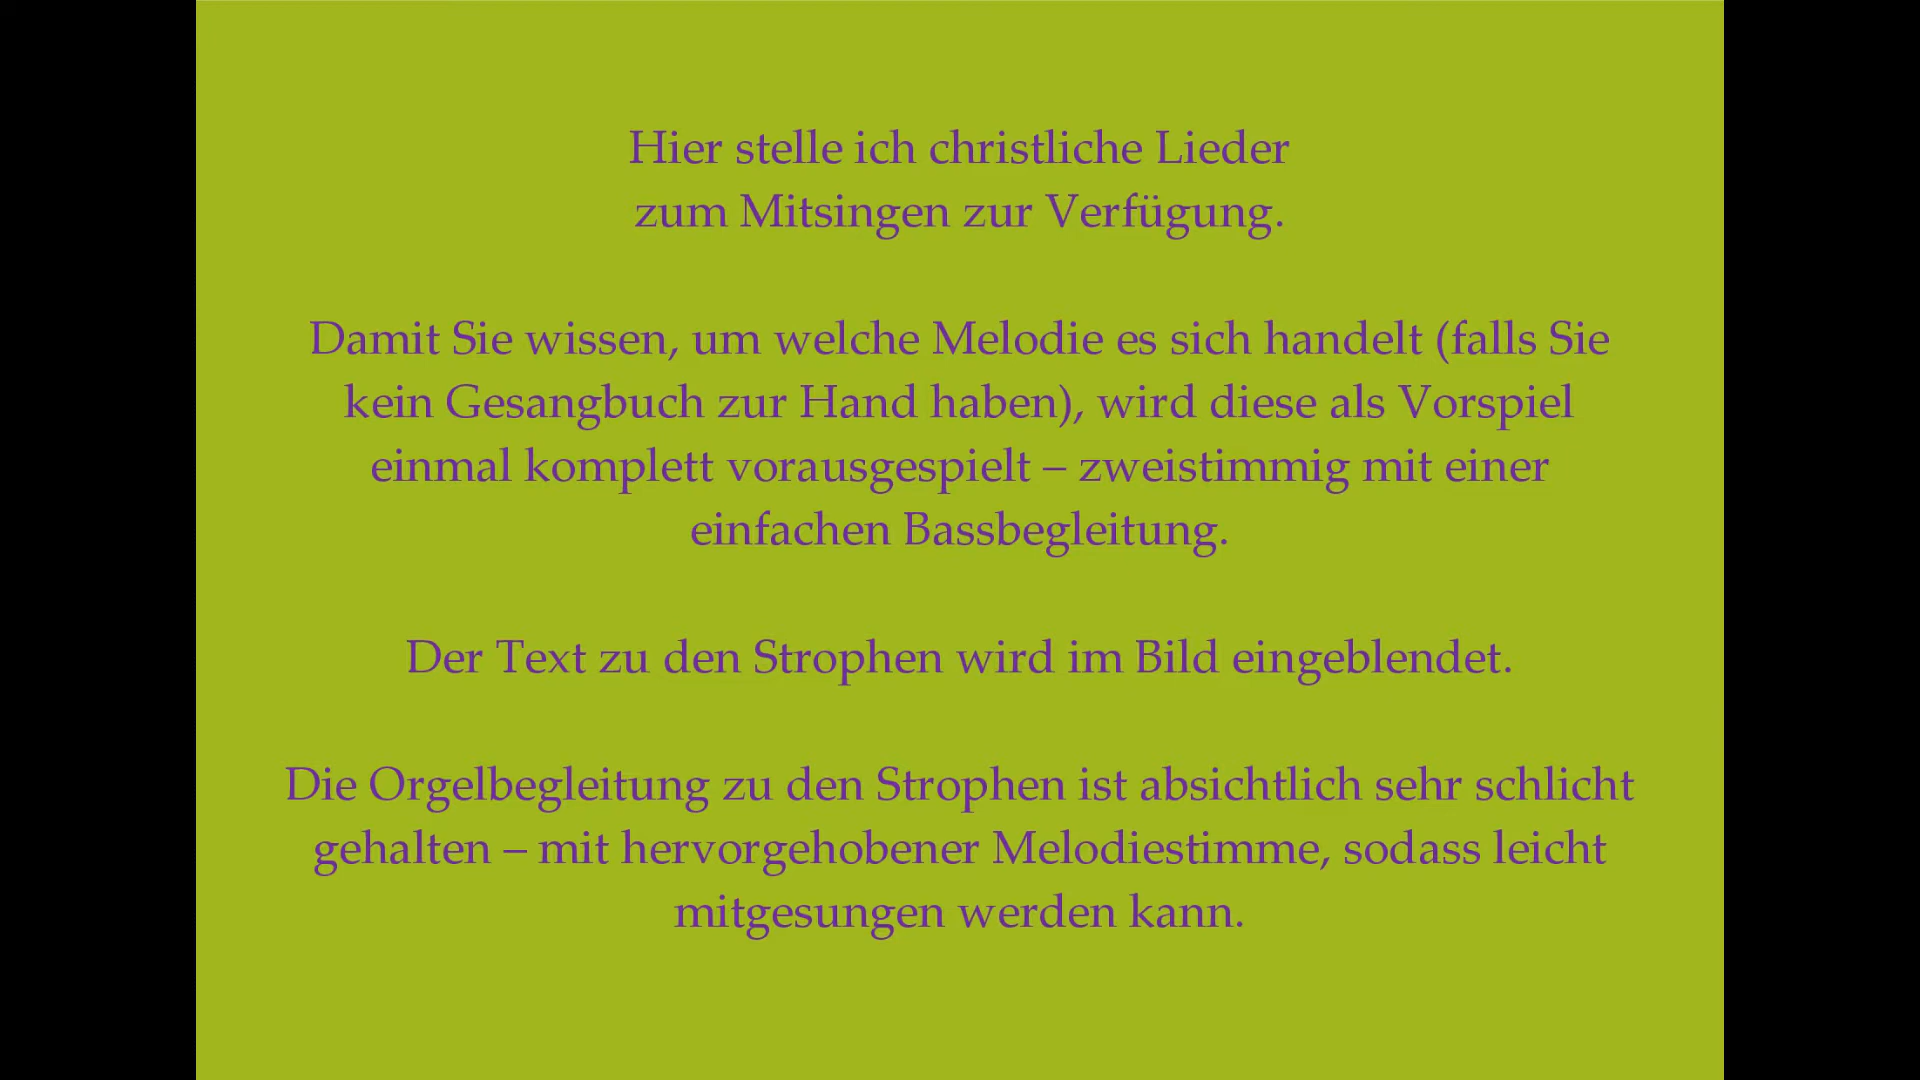 Hier stelle ich christliche Lieder
zum Mitsingen zur Verfügung.
Damit Sie wissen, um welche Melodie es sich handelt (falls Sie
kein Gesangbuch zur Hand haben), wird diese als Vorspiel
einmal komplett vorausgespielt – zweistimmig mit einer
einfachen Bassbegleitung.
Der Text zu den Strophen wird im Bild eingeblendet.
Die Orgelbegleitung zu den Strophen ist absichtlich sehr schlicht
gehalten – mit hervorgehobener Melodiestimme, sodass leicht
mitgesungen werden kann.